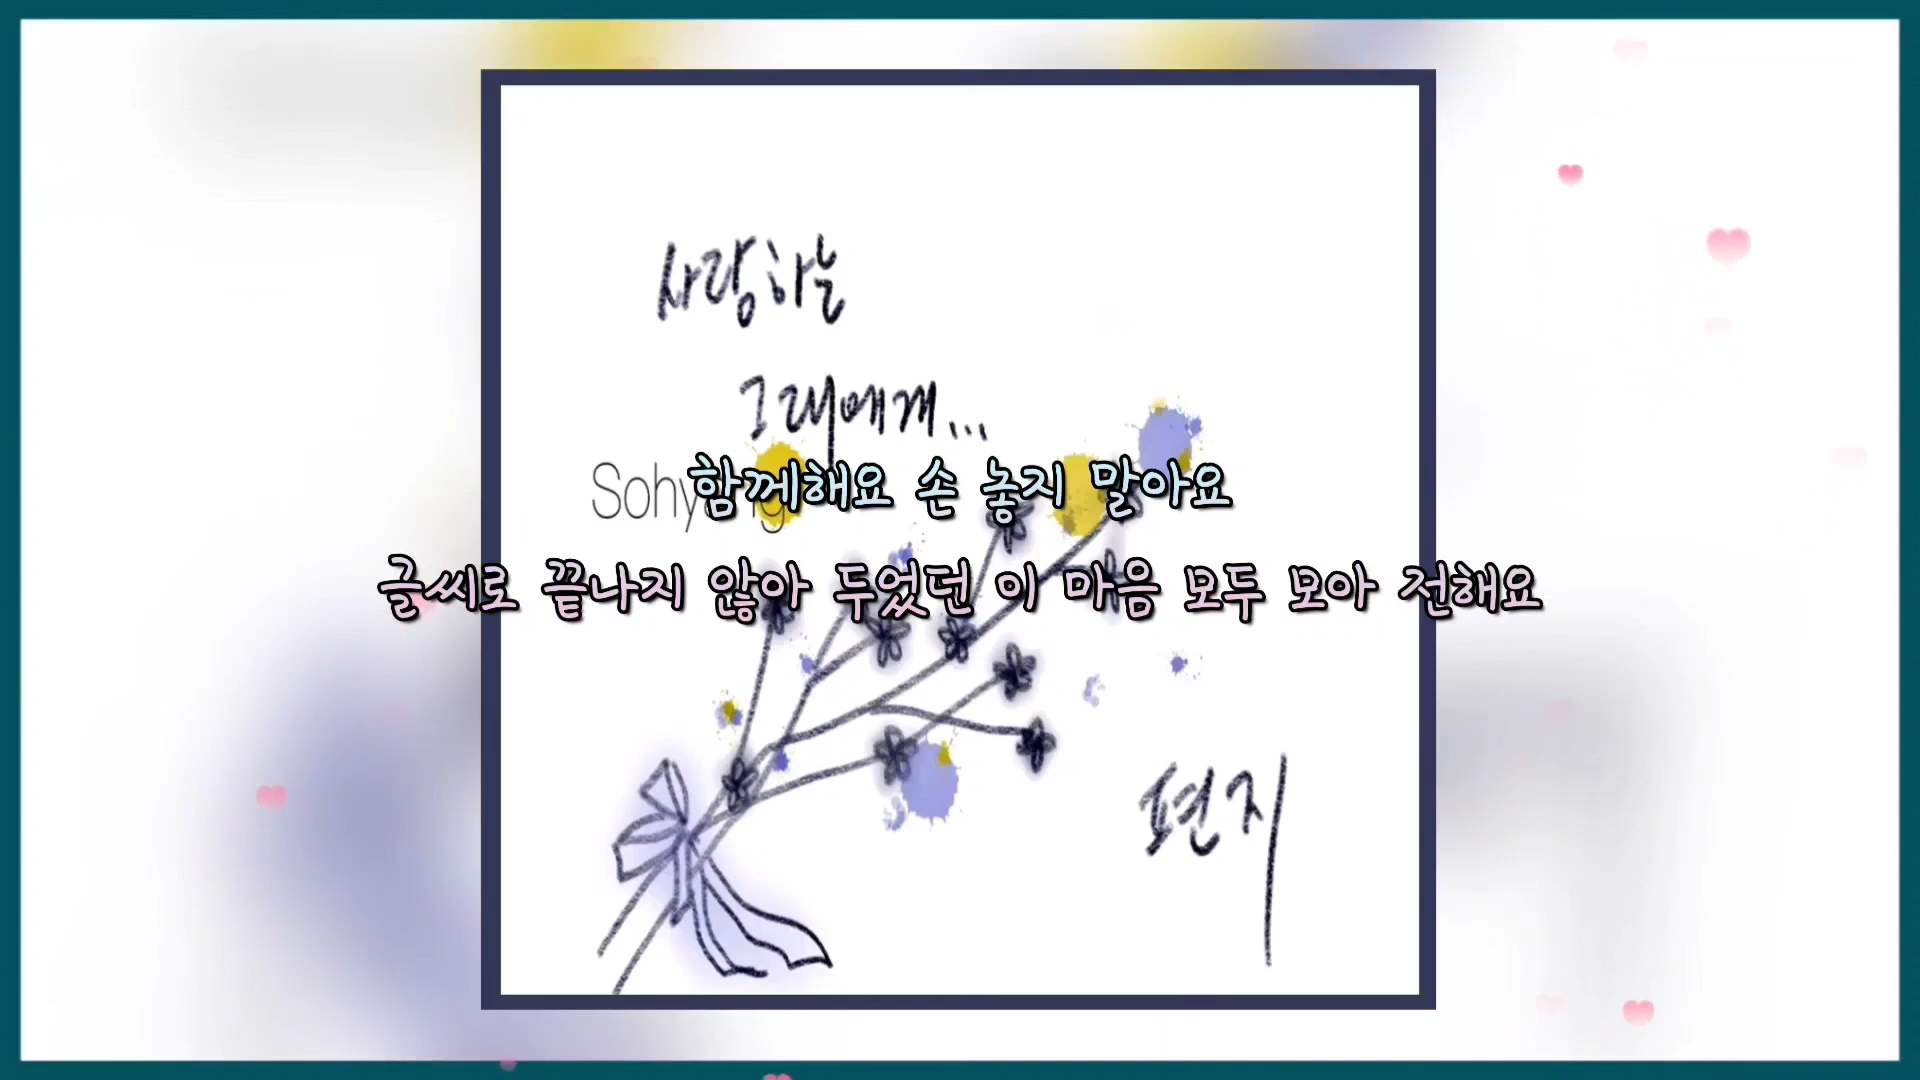 사랑하는
그대에게...
함께해요 손 놓지 말아요
글씨로 끝나지 않아 두었던 이 마음 모두 모아 전해요
편지